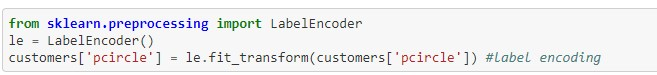 from sklearn.preprocessing import LabelEncoder
le = LabelEncoder()
customers['pcircle'] = le.fit_transform(customers['pcircle']) #label encoding